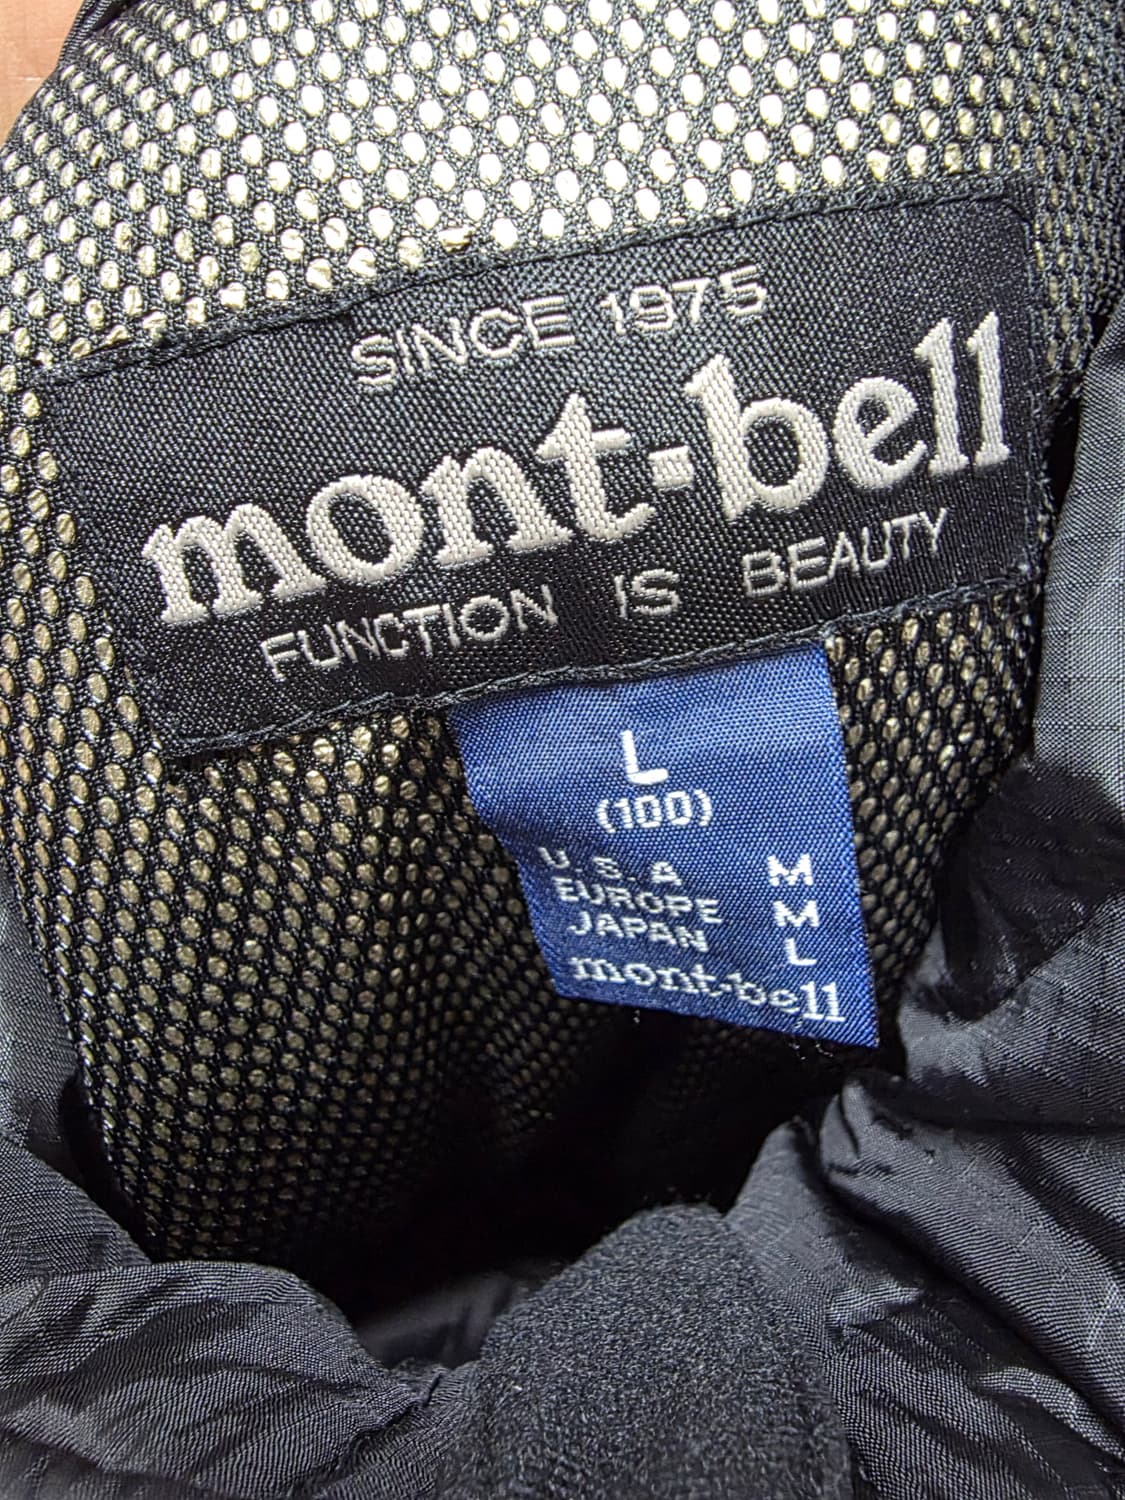 SINCE 1975
mont-bell
FUNCTION IS BEAUTY
L
(100)
U.S.A M
EUROPE M
JAPAN L
mont-bell